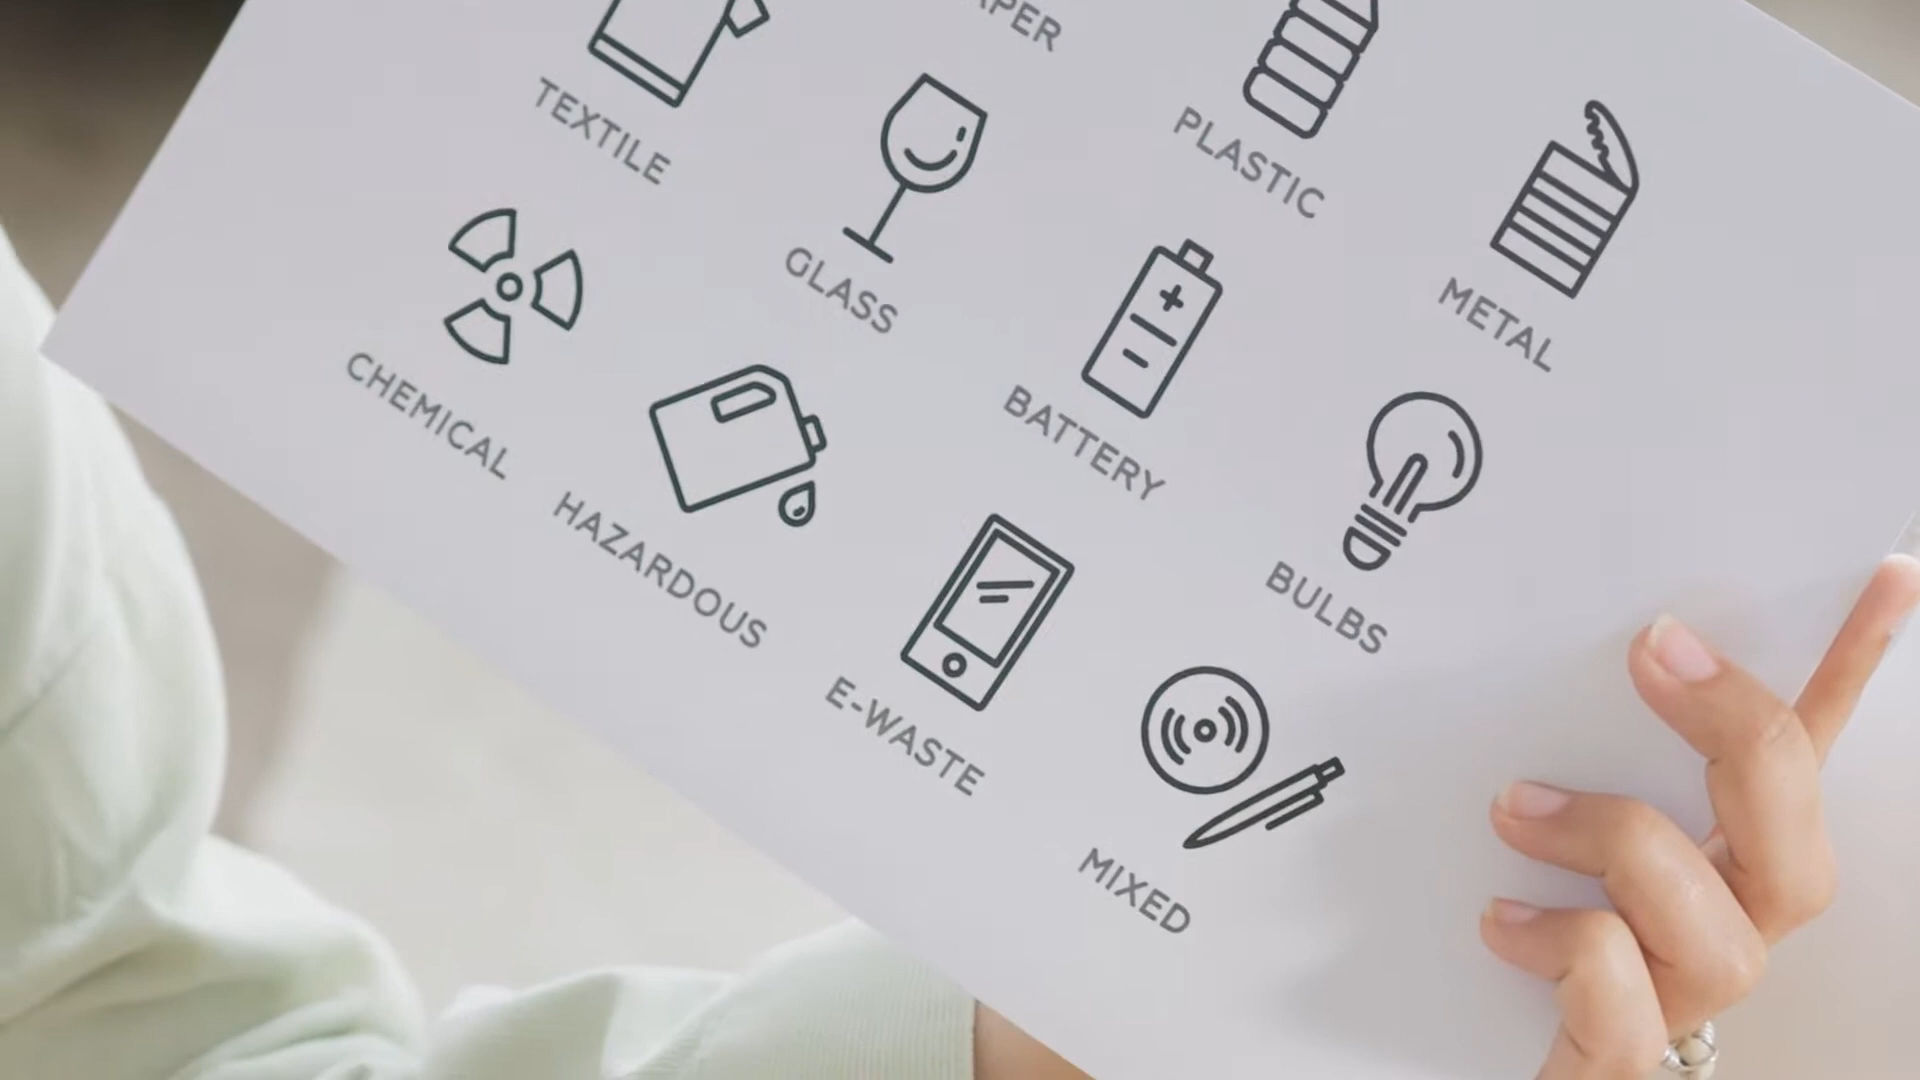 TEXTILE
PLASTIC
METAL
GLASS
CHEMICAL
BATTERY
HAZARDOUS
BULBS
E-WASTE
MIXED